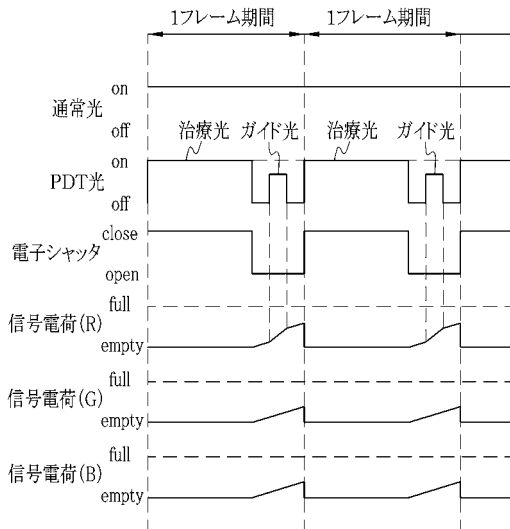 1フレーム期間 1フレーム期間
on
通常光
off
治療光 ガイド光 治療光 ガイド光
on
PDT光
off
close
電子シャッタ
open
full
信号電荷(R)
empty
full
信号電荷(G)
empty
full
信号電荷(B)
empty